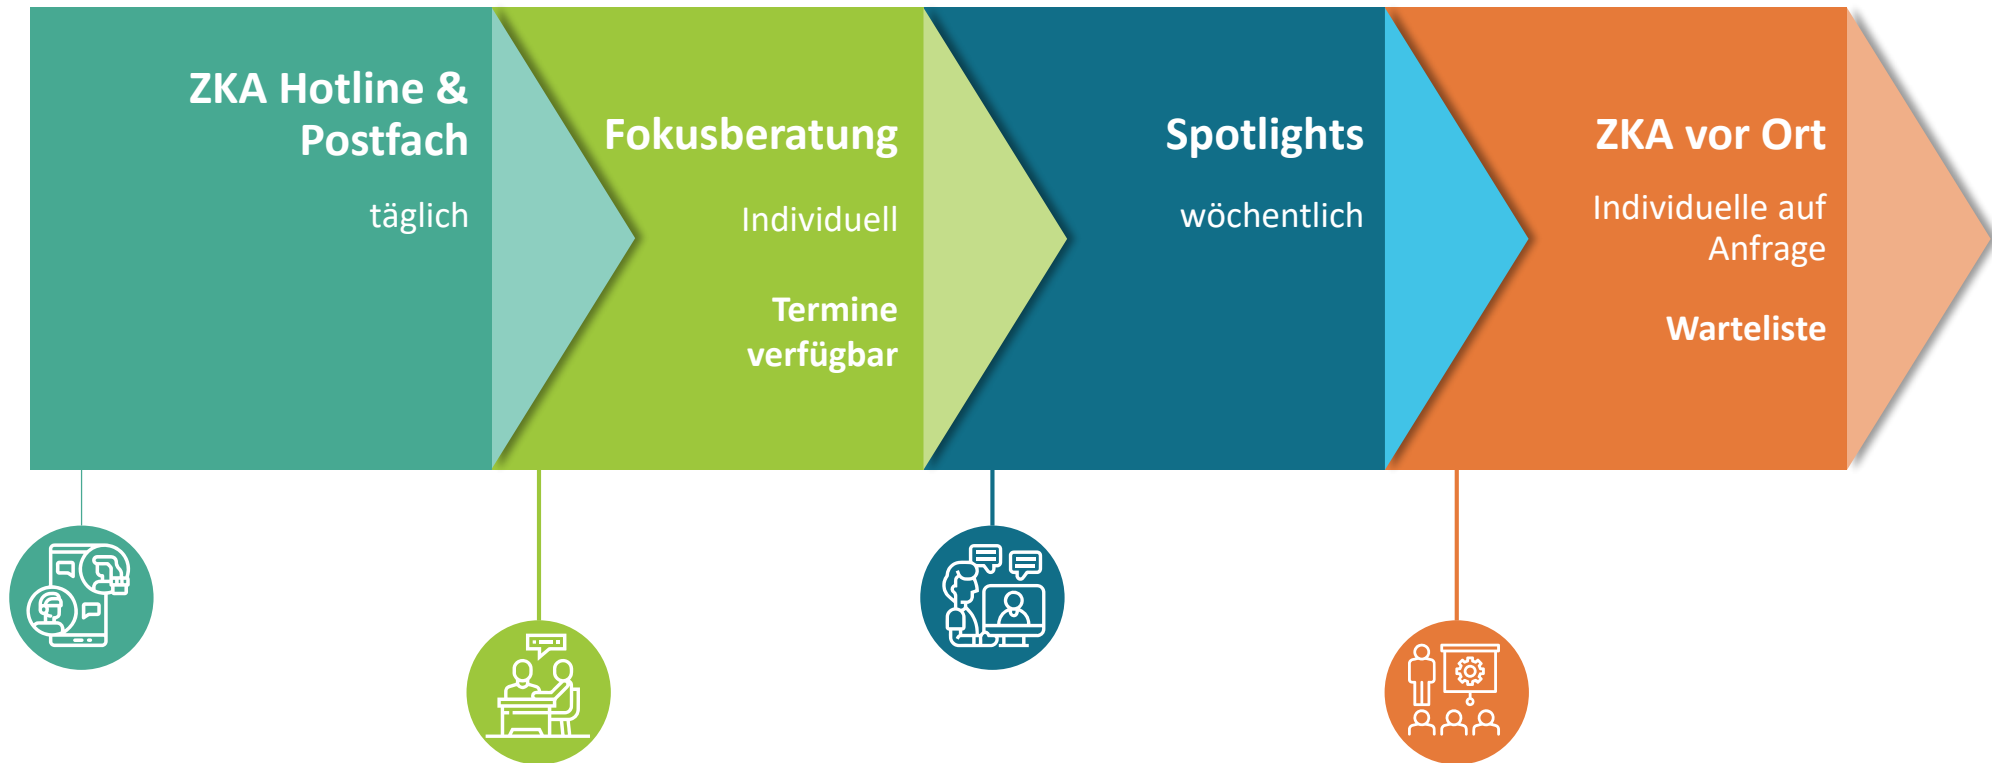 ZKA Hotline &
Postfach
täglich
Fokusberatung
Individuell
Termine
verfügbar
Spotlights
wöchentlich
ZKA vor Ort
Individuelle auf
Anfrage
Warteliste